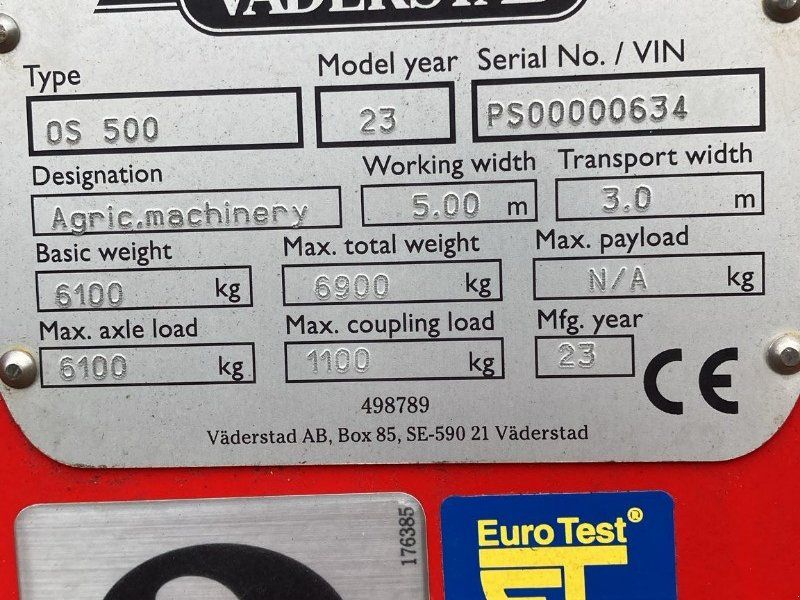 VÄDERSTAD
Type Model year Serial No. / VIN
OS 500 23 PS00000634
Designation Working width Transport width
Agric.machinery 5.00 m 3.0 m
Basic weight Max. total weight Max. payload
6100 kg 6900 kg N/A kg
Max. axle load Max. coupling load Mfg. year
6100 kg 1100 kg 23
CE
498789
Väderstad AB, Box 85, SE-590 21 Väderstad
176385
Euro Test®